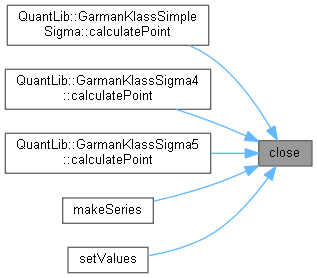 QuantLib::GarmanKlassSimple
Sigma::calculatePoint
QuantLib::GarmanKlassSigma4
::calculatePoint
QuantLib::GarmanKlassSigma5
::calculatePoint
close
makeSeries
setValues